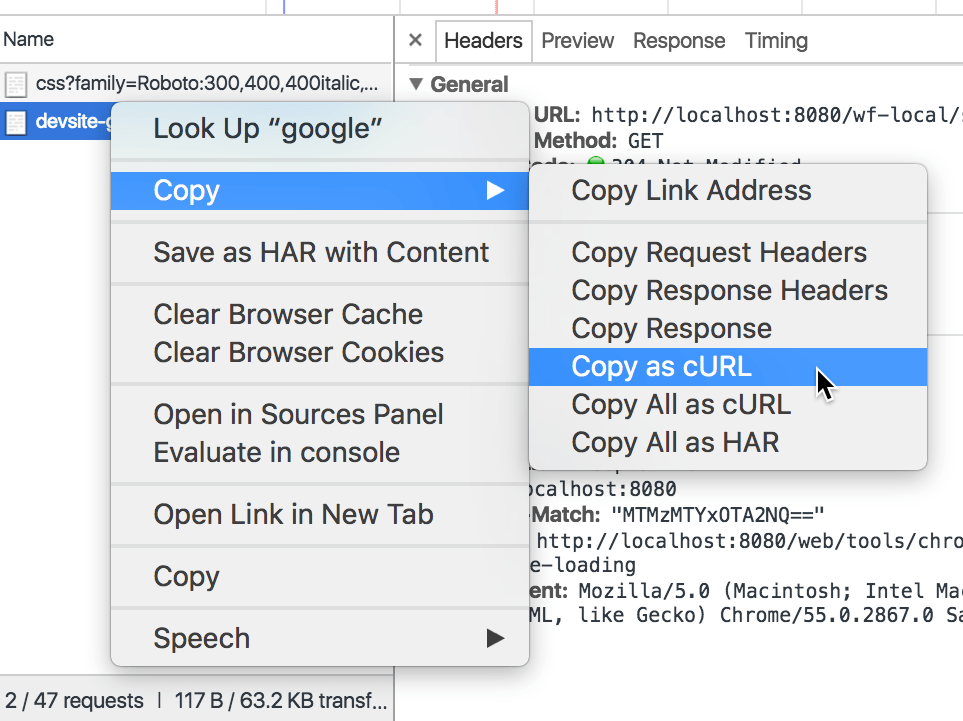 Name
css?family=Roboto:300,400,400italic,...
devsite-g
2 / 47 requests | 117 B / 63.2 KB transf...
× Headers Preview Response Timing
▼ General
URL: http://localhost:8080/wf-local/
Method: GET
304 Not Modified
ocalhost:8080
-Match: "MTMzMTYxOTA2NQ=="
http://localhost:8080/web/tools/chro
e-loading
ent: Mozilla/5.0 (Macintosh; Intel Mac
ML, like Gecko) Chrome/55.0.2867.0 Sa
Look Up “google”
Copy ▶
Save as HAR with Content
Clear Browser Cache
Clear Browser Cookies
Open in Sources Panel
Evaluate in console
Open Link in New Tab
Copy
Speech ▶
Copy Link Address
Copy Request Headers
Copy Response Headers
Copy Response
Copy as cURL
Copy All as cURL
Copy All as HAR